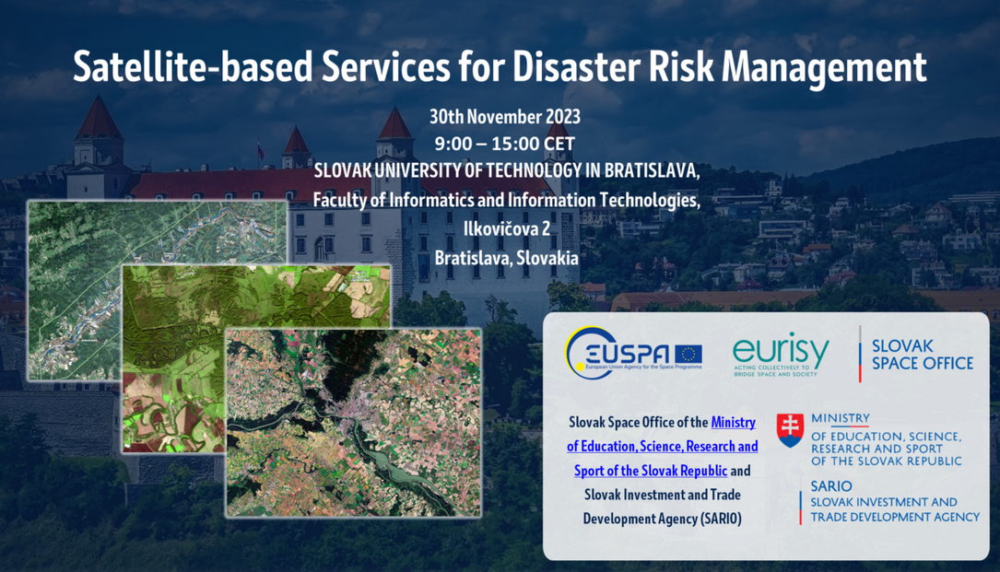 Satellite-based Services for Disaster Risk Management
30th November 2023
9:00 – 15:00 CET
SLOVAK UNIVERSITY OF TECHNOLOGY IN BRATISLAVA,
Faculty of Informatics and Information Technologies,
Ilkovičova 2
Bratislava, Slovakia
EUSPA
European Union Agency for the Space Programme
eurisy
ACTING COLLECTIVELY TO
BRIDGE SPACE AND SOCIETY
SLOVAK
SPACE OFFICE
Slovak Space Office of the Ministry
of Education, Science, Research and
Sport of the Slovak Republic and
Slovak Investment and Trade
Development Agency (SARIO)
MINISTRY
OF EDUCATION, SCIENCE,
RESEARCH AND SPORT
OF THE SLOVAK REPUBLIC
SARIO
SLOVAK INVESTMENT AND
TRADE DEVELOPMENT AGENCY